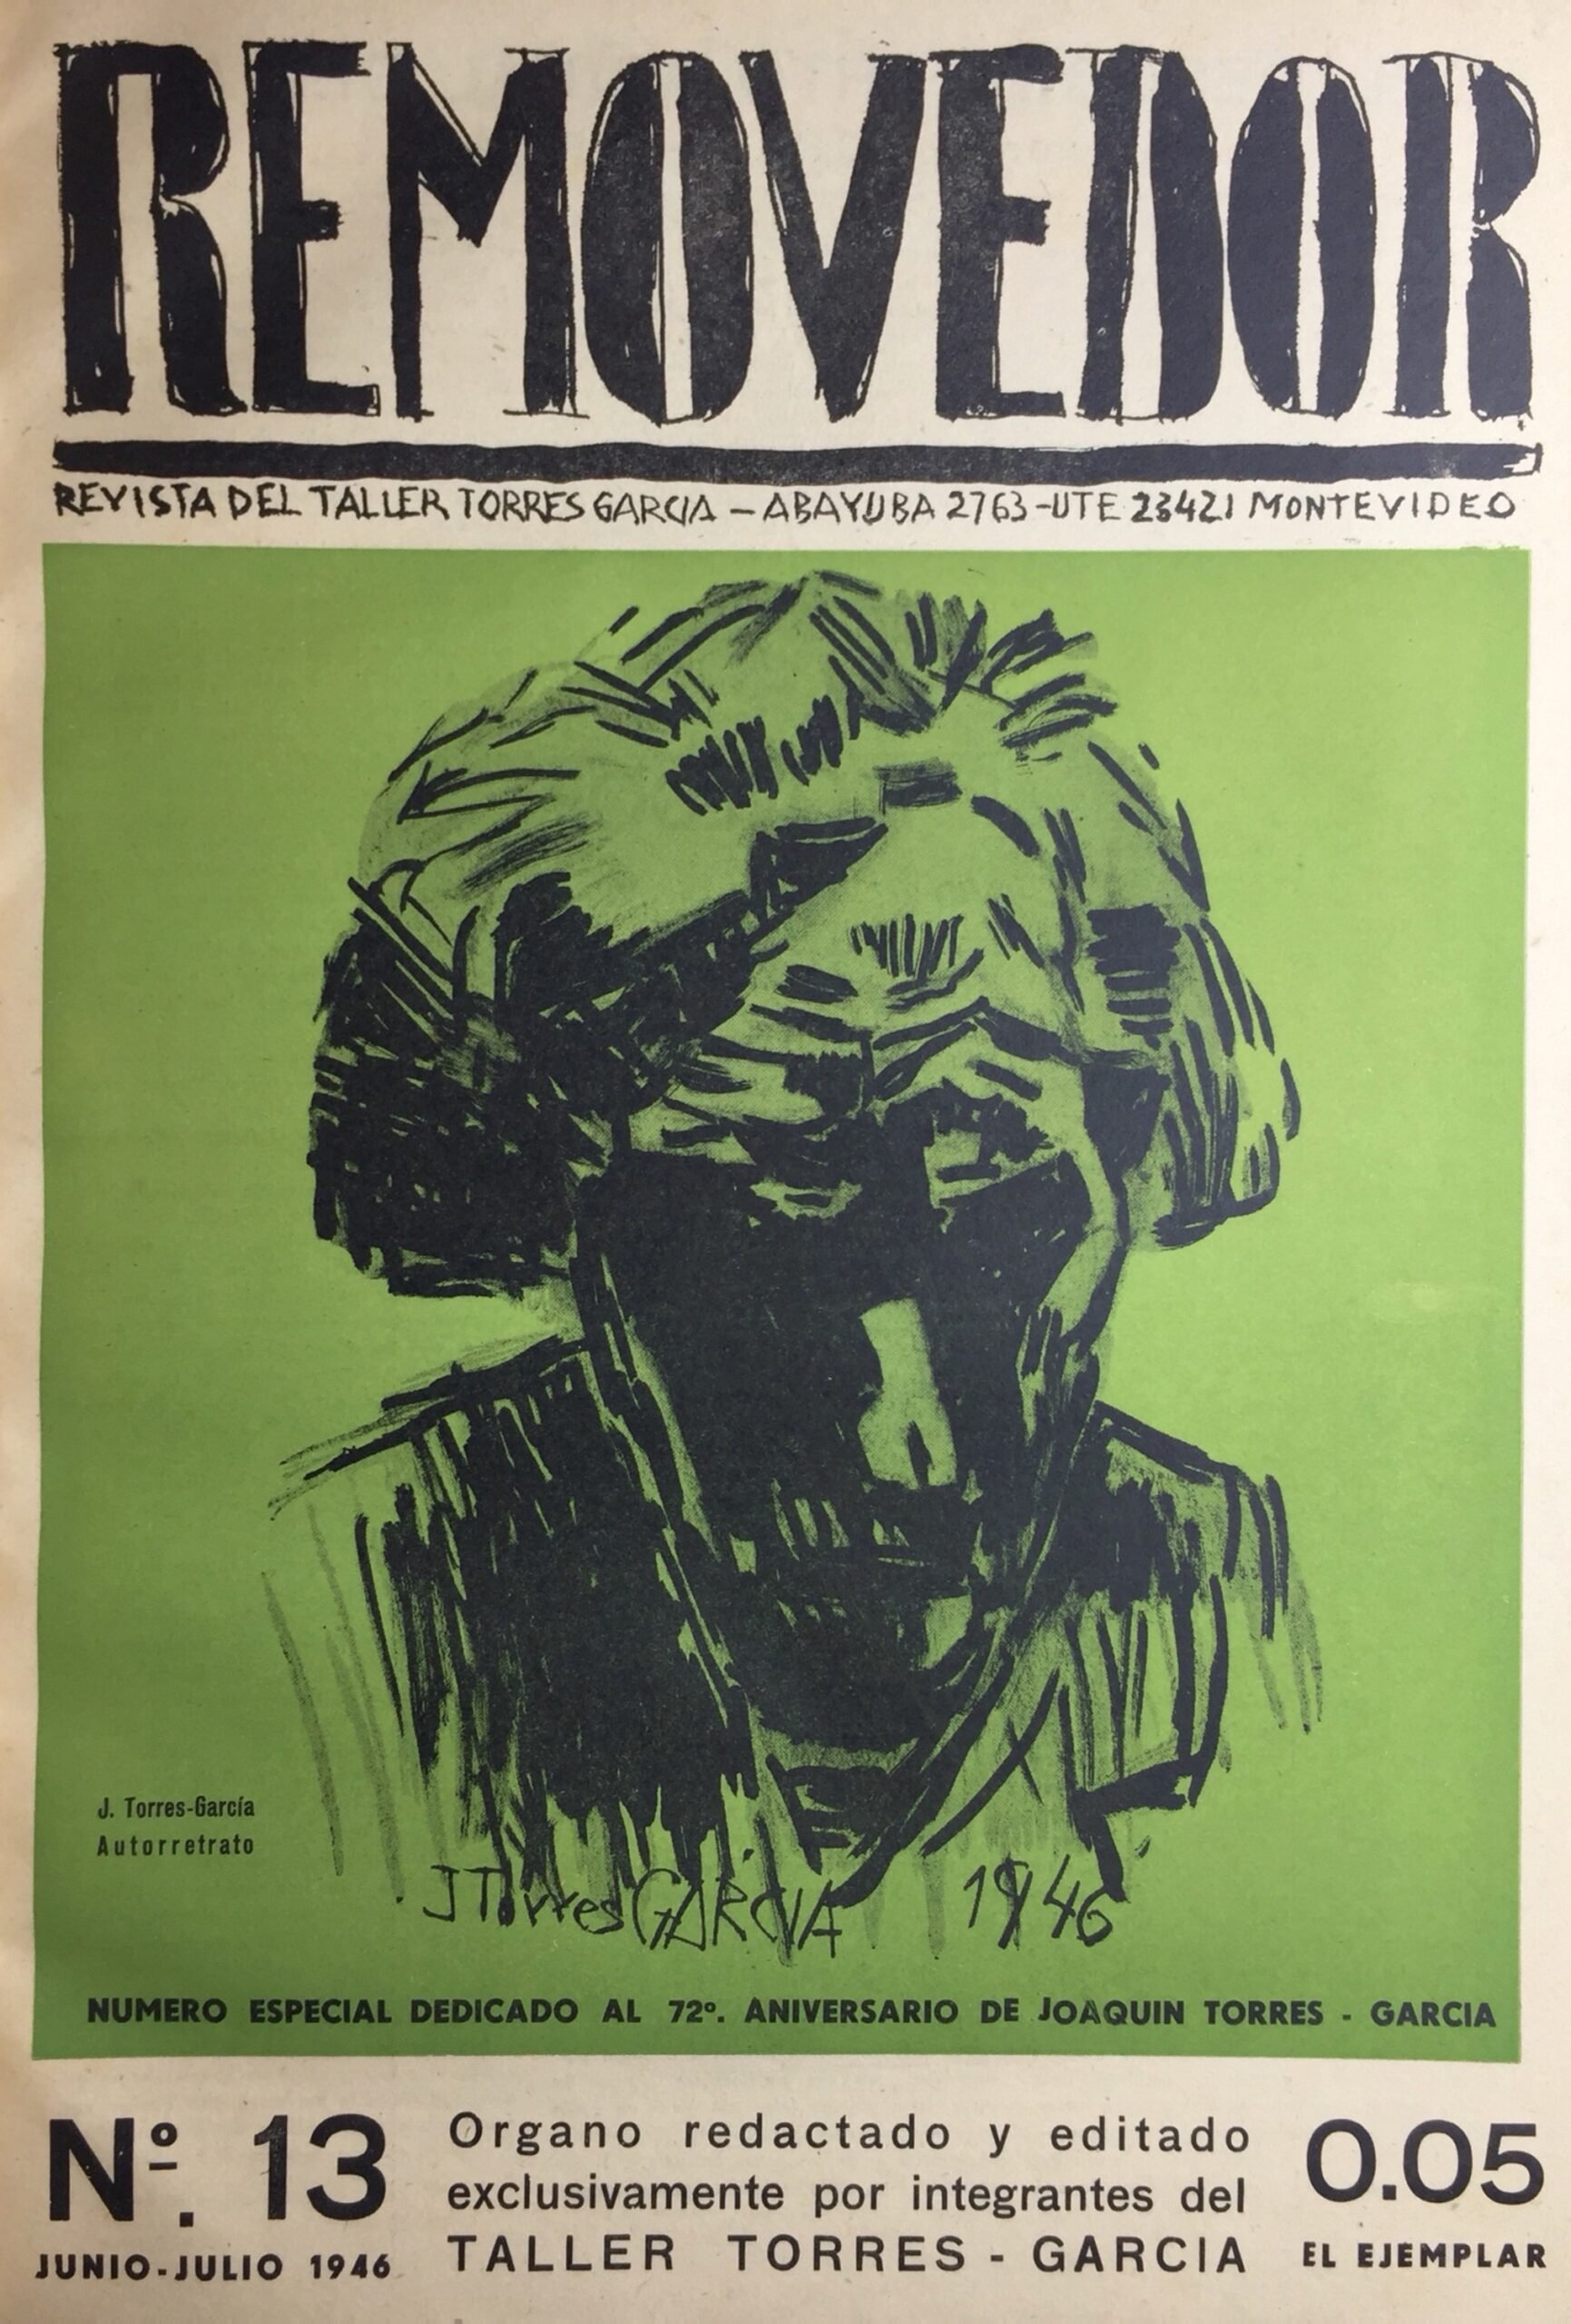 REMOVEDOR
REVISTA DEL TALLER TORRES GARCIA – ABAYUBA 2763 - UTE 23421 MONTEVIDEO
J. Torres-García
Autorretrato
J Torres GARCIA 1946
NUMERO ESPECIAL DEDICADO AL 72º. ANIVERSARIO DE JOAQUIN TORRES - GARCIA
Nº. 13
JUNIO-JULIO 1946
Organo redactado y editado
exclusivamente por integrantes del
TALLER TORRES - GARCIA
0.05
EL EJEMPLAR